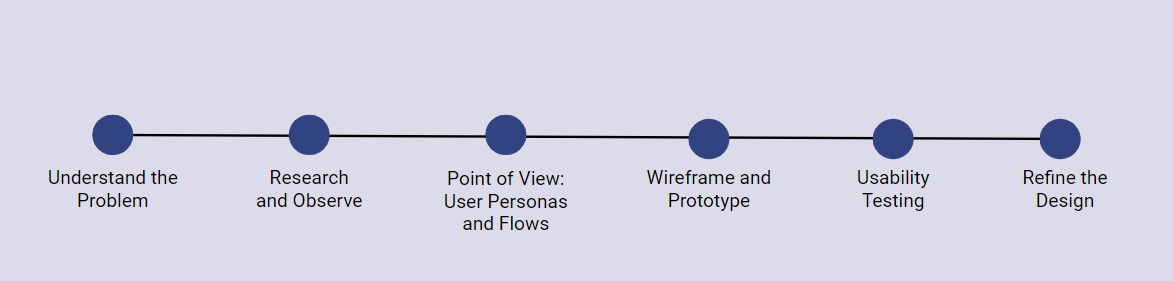 Understand the
Problem
Research
and Observe
Point of View:
User Personas
and Flows
Wireframe and
Prototype
Usability
Testing
Refine the
Design